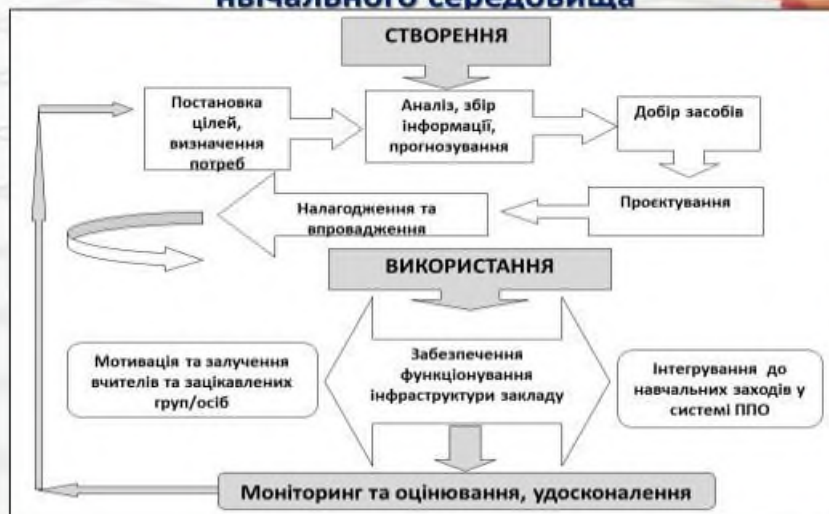 середовища
СТВОРЕННЯ
Постановка
цілей,
визначення
потреб
Аналіз, збір
інформації,
прогнозування
Добір засобів
Проєктування
Налагодження та
впровадження
ВИКОРИСТАННЯ
Мотивація та залучення
вчителів та зацікавлених
груп/осіб
Забезпечення
функціонування
інфраструктури закладу
Інтегрування до
навчальних заходів у
системі ППО
Моніторинг та оцінювання, удосконалення